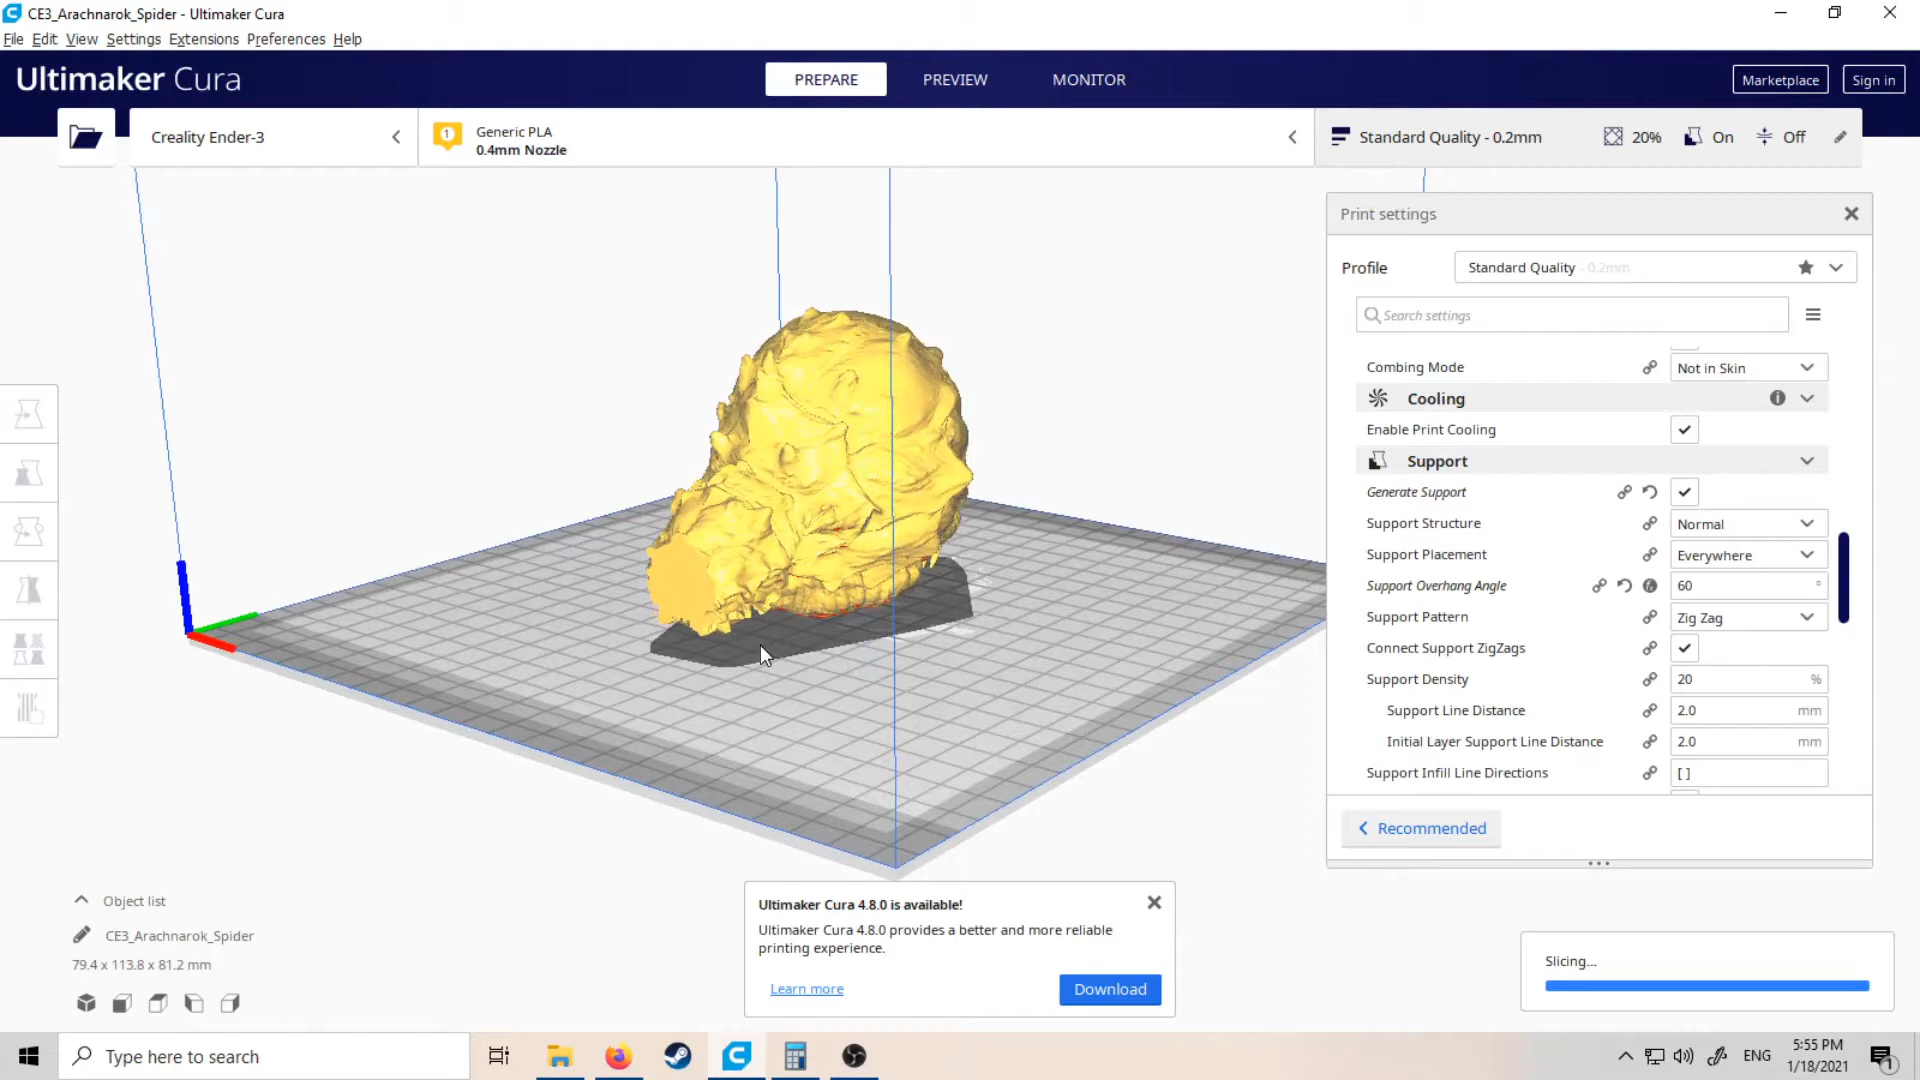 CE3_Arachnarok_Spider - Ultimaker Cura
File Edit View Settings Extensions Preferences Help
Ultimaker Cura
PREPARE
PREVIEW
MONITOR
Marketplace
Sign in
Creality Ender-3
1
Generic PLA
0.4mm Nozzle
Standard Quality - 0.2mm
20%
On
Off
Print settings
Profile
Standard Quality - 0.2mm
Search settings
Combing Mode
Not in Skin
Cooling
Enable Print Cooling
Support
Generate Support
Support Structure
Normal
Support Placement
Everywhere
Support Overhang Angle
60 °
Support Pattern
Zig Zag
Connect Support ZigZags
Support Density
20 %
Support Line Distance
2.0 mm
Initial Layer Support Line Distance
2.0 mm
Support Infill Line Directions
[ ]
Recommended
Object list
CE3_Arachnarok_Spider
79.4 x 113.8 x 81.2 mm
Ultimaker Cura 4.8.0 is available!
Ultimaker Cura 4.8.0 provides a better and more reliable
printing experience.
Learn more
Download
Slicing...
Type here to search
ENG
5:55 PM
1/18/2021
1